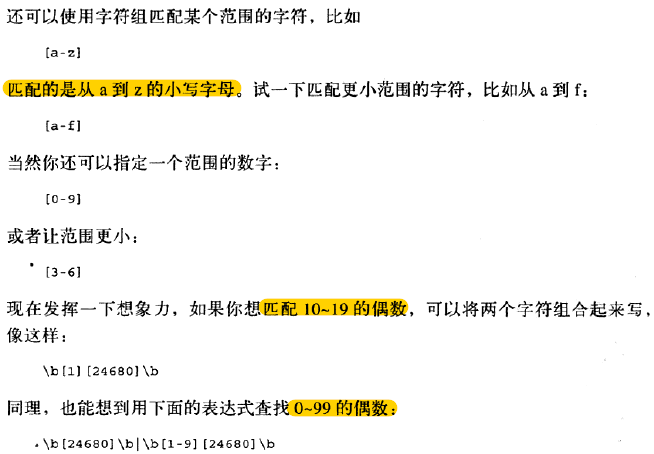 还可以使用字符组匹配某个范围的字符，比如
[a-z]
匹配的是从 a 到 z 的小写字母。试一下匹配更小范围的字符，比如从 a 到 f：
[a-f]
当然你还可以指定一个范围的数字：
[0-9]
或者让范围更小：
[3-6]
现在发挥一下想象力，如果你想匹配 10~19 的偶数，可以将两个字符组合起来写，
像这样：
\b[1][24680]\b
同理，也能想到用下面的表达式查找 0~99 的偶数：
\b[24680]\b|\b[1-9][24680]\b